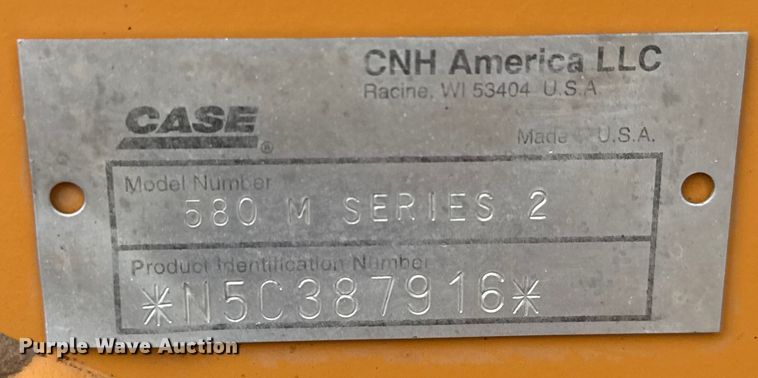 CNH America LLC
Racine, WI 53404 U.S.A.
CASE®
Made U.S.A.
Model Number
580 M SERIES 2
Product Identification Number
*N5C387916*
Purple Wave Auction